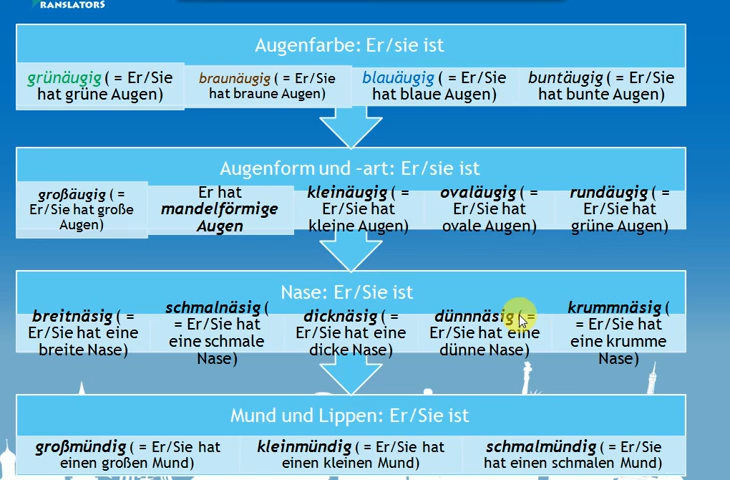 RANSLATORS
Augenfarbe: Er/sie ist
grünäugig ( = Er/Sie
hat grüne Augen)
braunäugig ( = Er/Sie
hat braune Augen)
blauäugig ( = Er/Sie
hat blaue Augen)
buntäugig ( = Er/Sie
hat bunte Augen)
Augenform und -art: Er/sie ist
großäugig ( =
Er/Sie hat große
Augen)
Er hat
mandelförmige
Augen
kleinäugig ( =
Er/Sie hat
kleine Augen)
ovaläugig ( =
Er/Sie hat
ovale Augen)
rundäugig ( =
Er/Sie hat
grüne Augen)
Nase: Er/Sie ist
breitnäsig ( =
Er/Sie hat eine
breite Nase)
schmalnäsig (
= Er/Sie hat
eine schmale
Nase)
dicknäsig ( =
Er/Sie hat eine
dicke Nase)
dünnnäsig ( =
Er/Sie hat eine
dünne Nase)
krummnäsig (
= Er/Sie hat
eine krumme
Nase)
Mund und Lippen: Er/Sie ist
großmündig ( = Er/Sie hat
einen großen Mund)
kleinmündig ( = Er/Sie hat
einen kleinen Mund)
schmalmündig ( = Er/Sie
hat einen schmalen Mund)